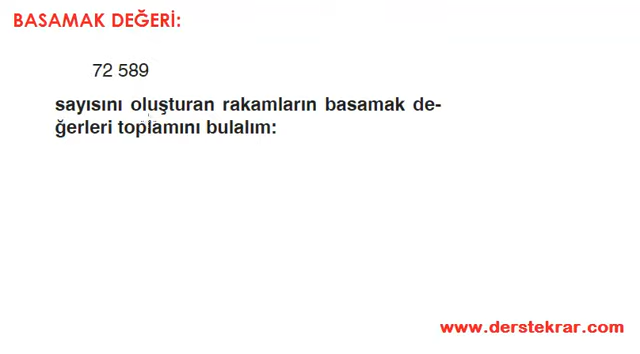 BASAMAK DEĞERİ:
72 589
sayısını oluşturan rakamların basamak de-
ğerleri toplamını bulalım:
www.derstekrar.com